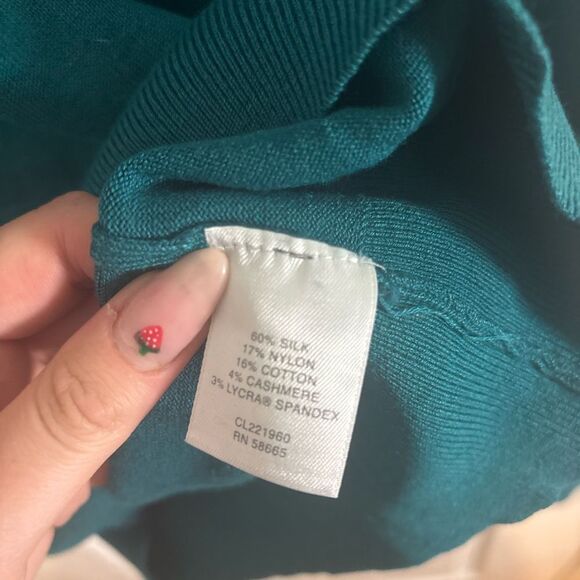 60% SILK
17% NYLON
16% COTTON
4% CASHMERE
3% LYCRA® SPANDEX
CL221960
RN 58665